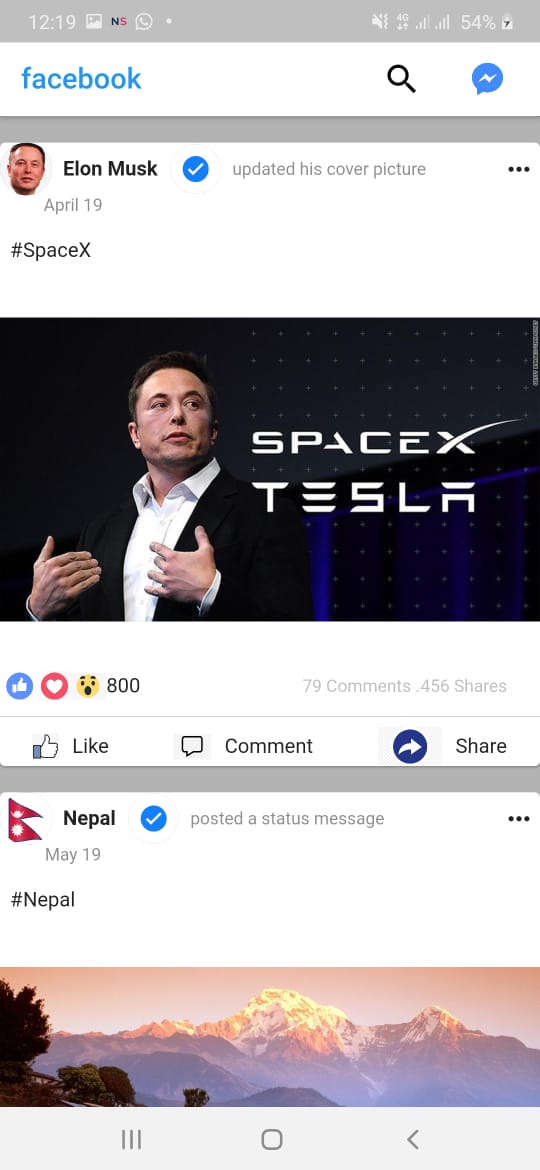 12:19 NS 4G 54%
facebook
Elon Musk updated his cover picture
April 19
#SpaceX
SPACEX
TESLA
800 79 Comments .456 Shares
Like Comment Share
Nepal posted a status message
May 19
#Nepal